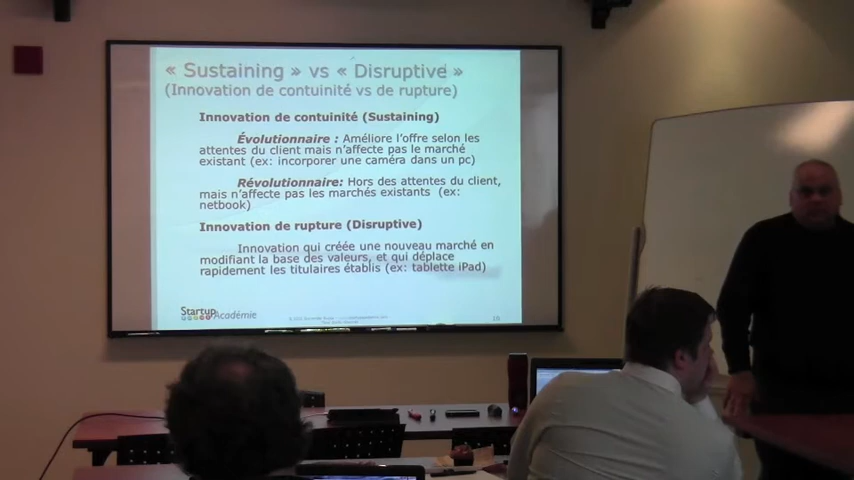 « Sustaining » vs « Disruptive »
(Innovation de contuinité vs de rupture)
Innovation de contuinité (Sustaining)
Évolutionnaire : Améliore l'offre selon les
attentes du client mais n'affecte pas le marché
existant (ex: incorporer une caméra dans un pc)
Révolutionnaire: Hors des attentes du client,
mais n'affecte pas les marchés existants (ex:
netbook)
Innovation de rupture (Disruptive)
Innovation qui créée une nouveau marché en
modifiant la base des valeurs, et qui déplace
rapidement les titulaires établis (ex: tablette iPad)
StartupAcadémie